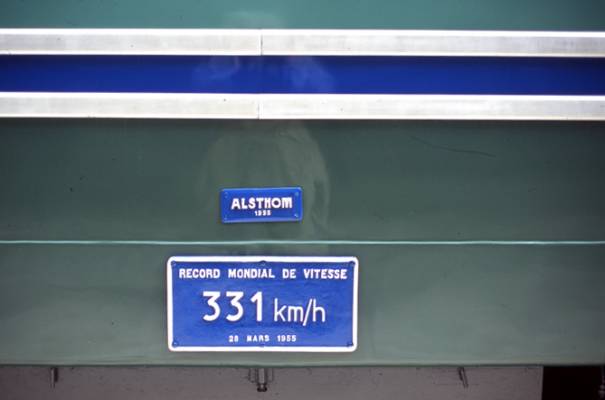 ALSTHOM
1955
RECORD MONDIAL DE VITESSE
331 km/h
28 MARS 1955